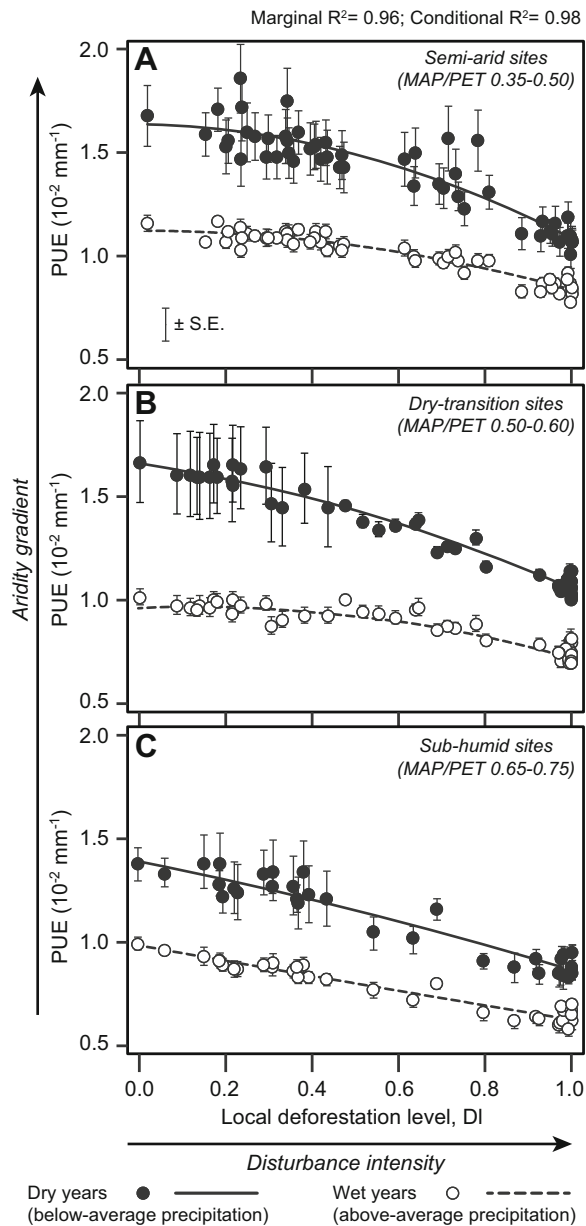 Marginal R²= 0.96; Conditional R²= 0.98
Aridity gradient
A
Semi-arid sites
(MAP/PET 0.35-0.50)
PUE (10⁻² mm⁻¹)
2.0
1.5
1.0
0.5
± S.E.
B
Dry-transition sites
(MAP/PET 0.50-0.60)
PUE (10⁻² mm⁻¹)
2.0
1.5
1.0
0.5
C
Sub-humid sites
(MAP/PET 0.65-0.75)
PUE (10⁻² mm⁻¹)
2.0
1.5
1.0
0.5
0.0 0.2 0.4 0.6 0.8 1.0
Local deforestation level, DI
Disturbance intensity
Dry years
(below-average precipitation)
Wet years
(above-average precipitation)